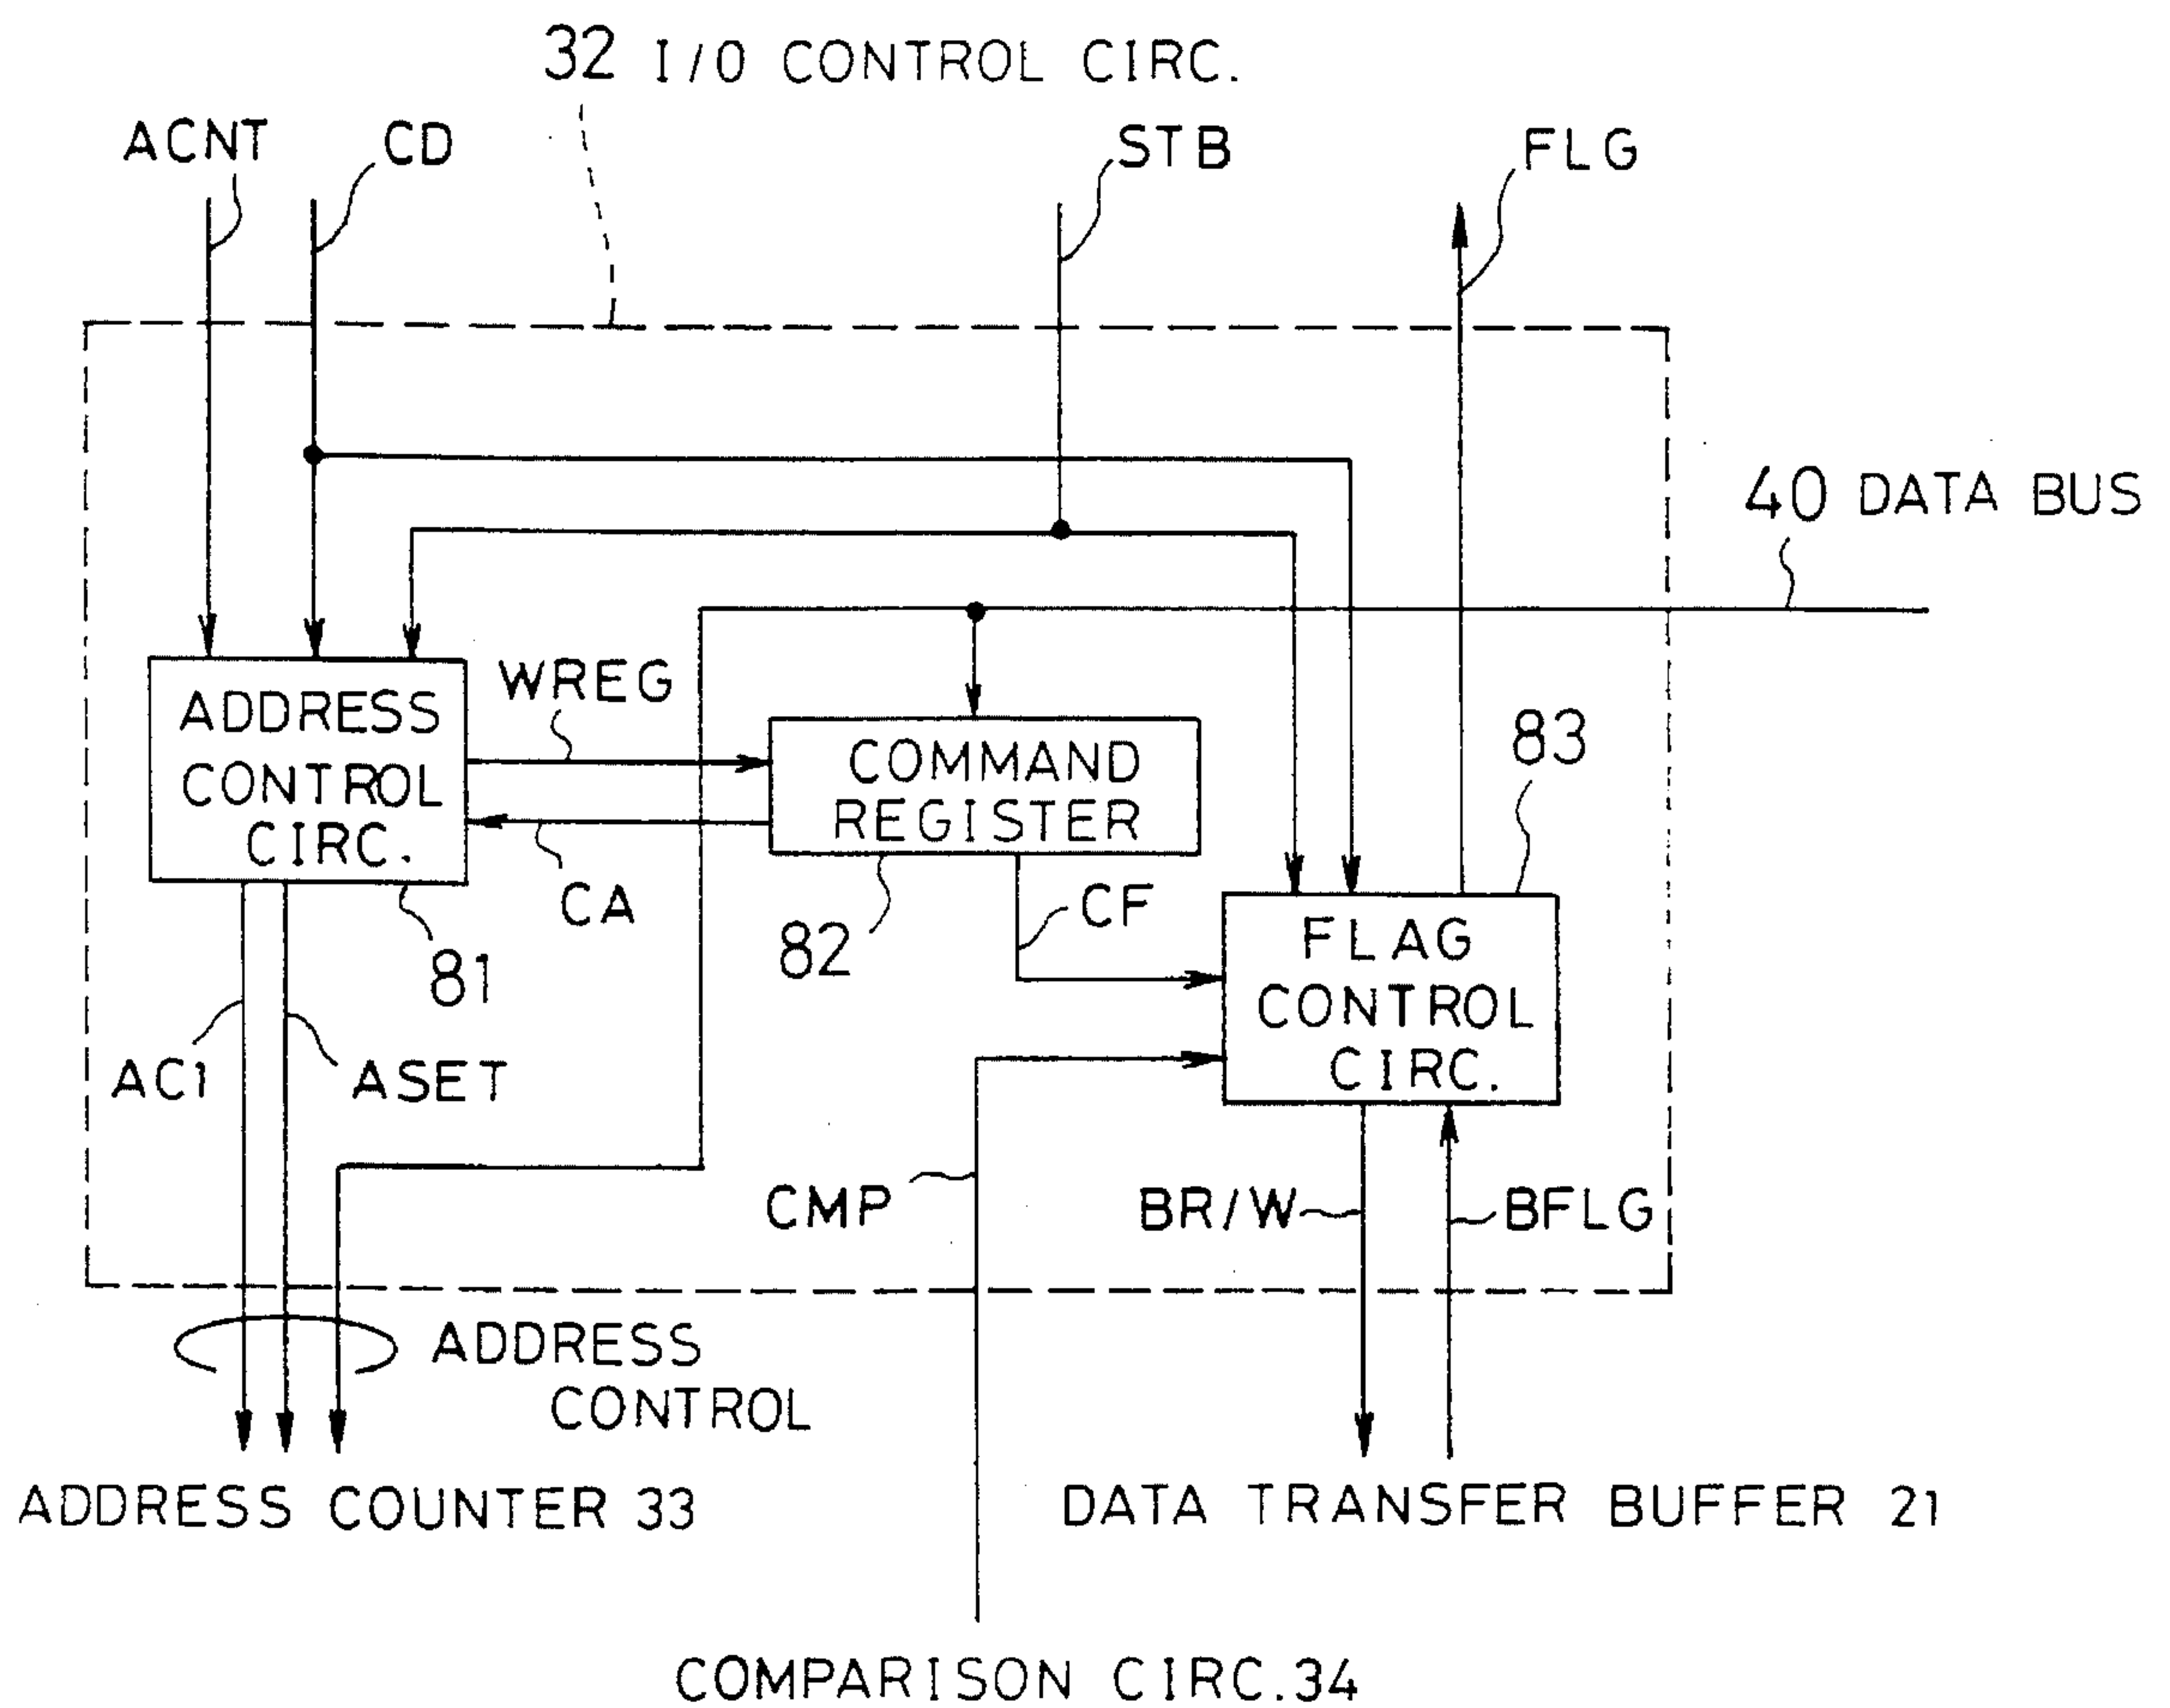 32 I/O CONTROL CIRC.
ACNT
CD
STB
FLG
40 DATA BUS
ADDRESS
CONTROL
CIRC.
81
WREG
CA
COMMAND
REGISTER
82
CF
83
FLAG
CONTROL
CIRC.
AC1
ASET
CMP
BR/W
BFLG
ADDRESS
CONTROL
ADDRESS COUNTER 33
DATA TRANSFER BUFFER 21
COMPARISON CIRC.34